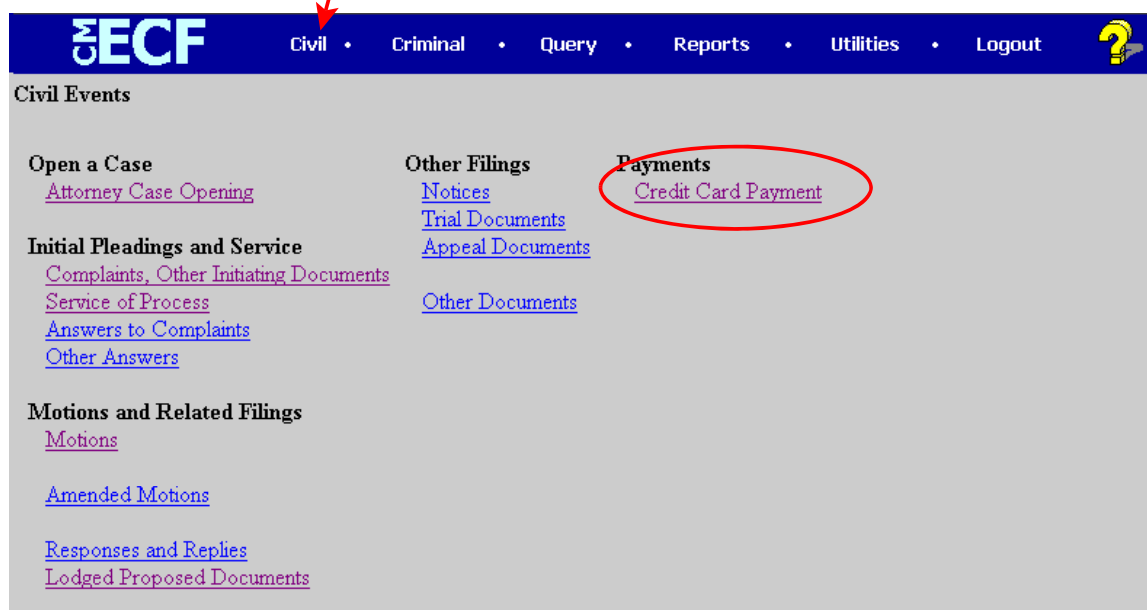 CM ECF Civil • Criminal • Query • Reports • Utilities • Logout ?
Civil Events
Open a Case
Attorney Case Opening
Initial Pleadings and Service
Complaints, Other Initiating Documents
Service of Process
Answers to Complaints
Other Answers
Motions and Related Filings
Motions
Amended Motions
Responses and Replies
Lodged Proposed Documents
Other Filings
Notices
Trial Documents
Appeal Documents
Other Documents
Payments
Credit Card Payment